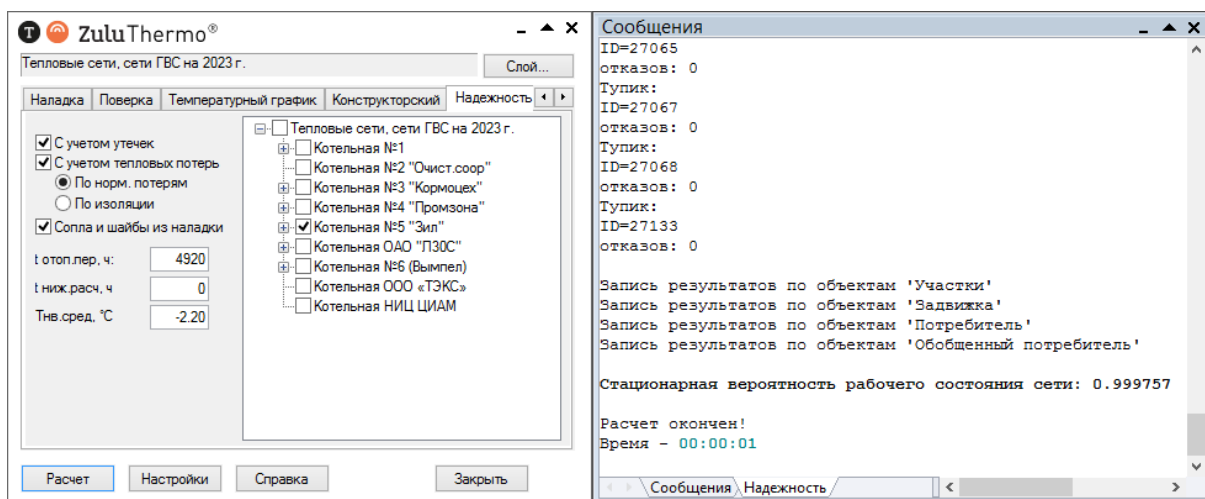 ZuluThermo®
Тепловые сети, сети ГВС на 2023 г.
Слой...
Наладка
Поверка
Температурный график
Конструкторский
Надежность
С учетом утечек
С учетом тепловых потерь
По норм. потерям
По изоляции
Сопла и шайбы из наладки
t отоп.пер, ч:
4920
t ниж.расч, ч
0
Tнв.сред, °C
-2.20
Тепловые сети, сети ГВС на 2023 г.
Котельная №1
Котельная №2 "Очист.соор"
Котельная №3 "Кормоцех"
Котельная №4 "Промзона"
Котельная №5 "Зил"
Котельная ОАО "ПЗОС"
Котельная №6 (Вымпел)
Котельная ООО «ТЭКС»
Котельная НИЦ ЦИАМ
Расчет
Настройки
Справка
Закрыть
Сообщения
ID=27065
отказов: 0
Тупик:
ID=27067
отказов: 0
Тупик:
ID=27068
отказов: 0
Тупик:
ID=27133
отказов: 0
Запись результатов по объектам 'Участки'
Запись результатов по объектам 'Задвижка'
Запись результатов по объектам 'Потребитель'
Запись результатов по объектам 'Обобщенный потребитель'
Стационарная вероятность рабочего состояния сети: 0.999757
Расчет окончен!
Время - 00:00:01
Сообщения
Надежность